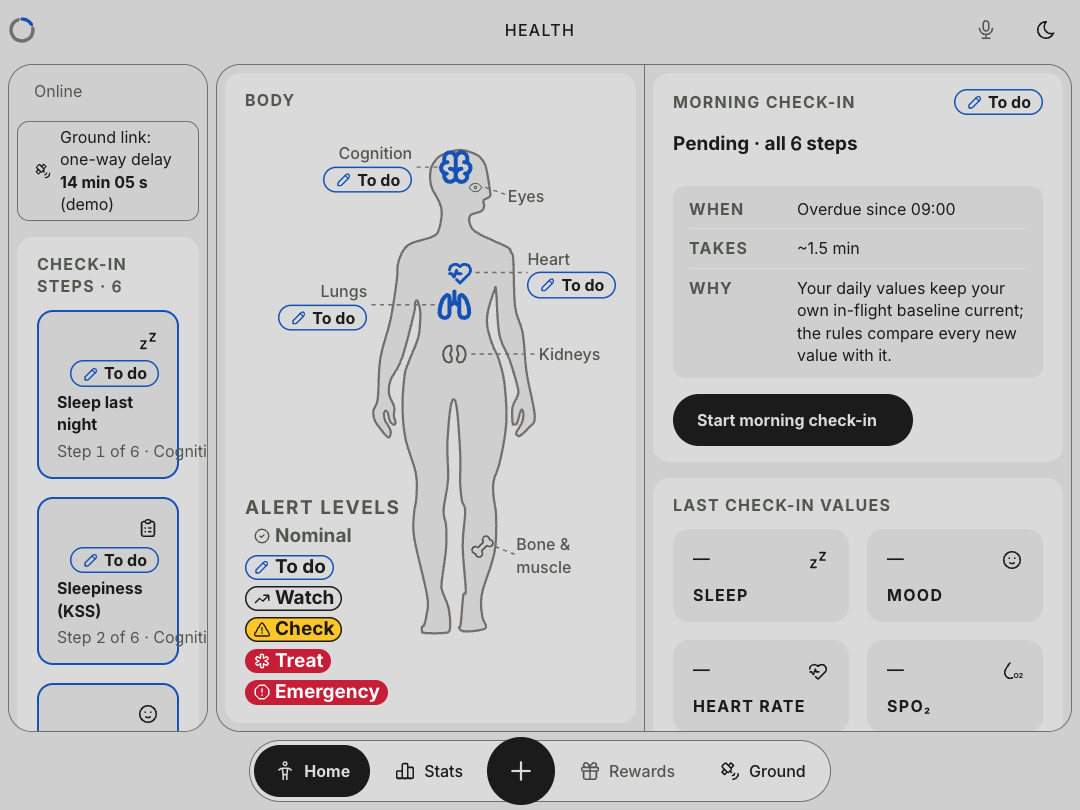 HEALTH
Online
Ground link:
one-way delay
14 min 05 s
(demo)
CHECK-IN
STEPS · 6
To do
Sleep last
night
Step 1 of 6 · Cogniti
To do
Sleepiness
(KSS)
Step 2 of 6 · Cogniti
BODY
Cognition
To do
Eyes
Heart
To do
Lungs
To do
Kidneys
Bone &
muscle
ALERT LEVELS
Nominal
To do
Watch
Check
Treat
Emergency
MORNING CHECK-IN
To do
Pending · all 6 steps
WHEN Overdue since 09:00
TAKES ~1.5 min
WHY Your daily values keep your
own in-flight baseline current;
the rules compare every new
value with it.
Start morning check-in
LAST CHECK-IN VALUES
— zZ
SLEEP
—
MOOD
—
HEART RATE
— O2
SPO₂
Home
Stats
Rewards
Ground